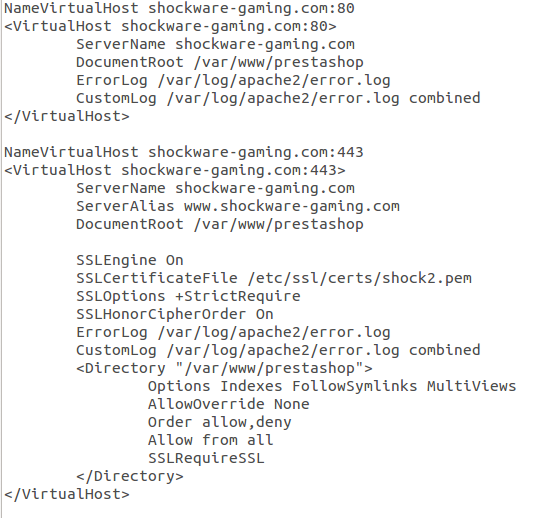 NameVirtualHost shockware-gaming.com:80
<VirtualHost shockware-gaming.com:80>
        ServerName shockware-gaming.com
        DocumentRoot /var/www/prestashop
        ErrorLog /var/log/apache2/error.log
        CustomLog /var/log/apache2/error.log combined
</VirtualHost>

NameVirtualHost shockware-gaming.com:443
<VirtualHost shockware-gaming.com:443>
        ServerName shockware-gaming.com
        ServerAlias www.shockware-gaming.com
        DocumentRoot /var/www/prestashop

        SSLEngine On
        SSLCertificateFile /etc/ssl/certs/shock2.pem
        SSLOptions +StrictRequire
        SSLHonorCipherOrder On
        ErrorLog /var/log/apache2/error.log
        CustomLog /var/log/apache2/error.log combined
        <Directory "/var/www/prestashop">
                Options Indexes FollowSymlinks MultiViews
                AllowOverride None
                Order allow,deny
                Allow from all
                SSLRequireSSL
        </Directory>
</VirtualHost>